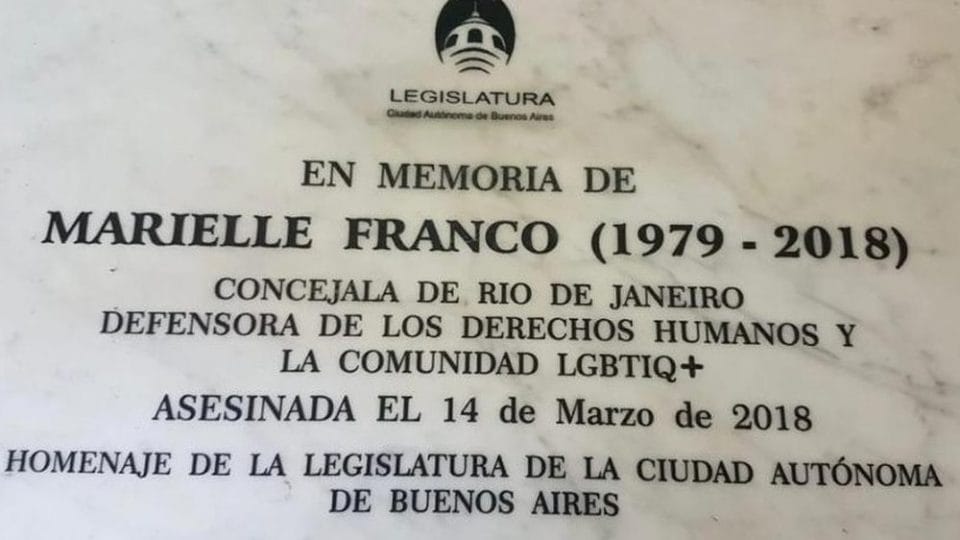 LEGISLATURA
Ciudad Autónoma de Buenos Aires
EN MEMORIA DE
MARIELLE FRANCO (1979 - 2018)
CONCEJALA DE RIO DE JANEIRO
DEFENSORA DE LOS DERECHOS HUMANOS Y
LA COMUNIDAD LGBTIQ+
ASESINADA EL 14 de Marzo de 2018
HOMENAJE DE LA LEGISLATURA DE LA CIUDAD AUTÓNOMA
DE BUENOS AIRES